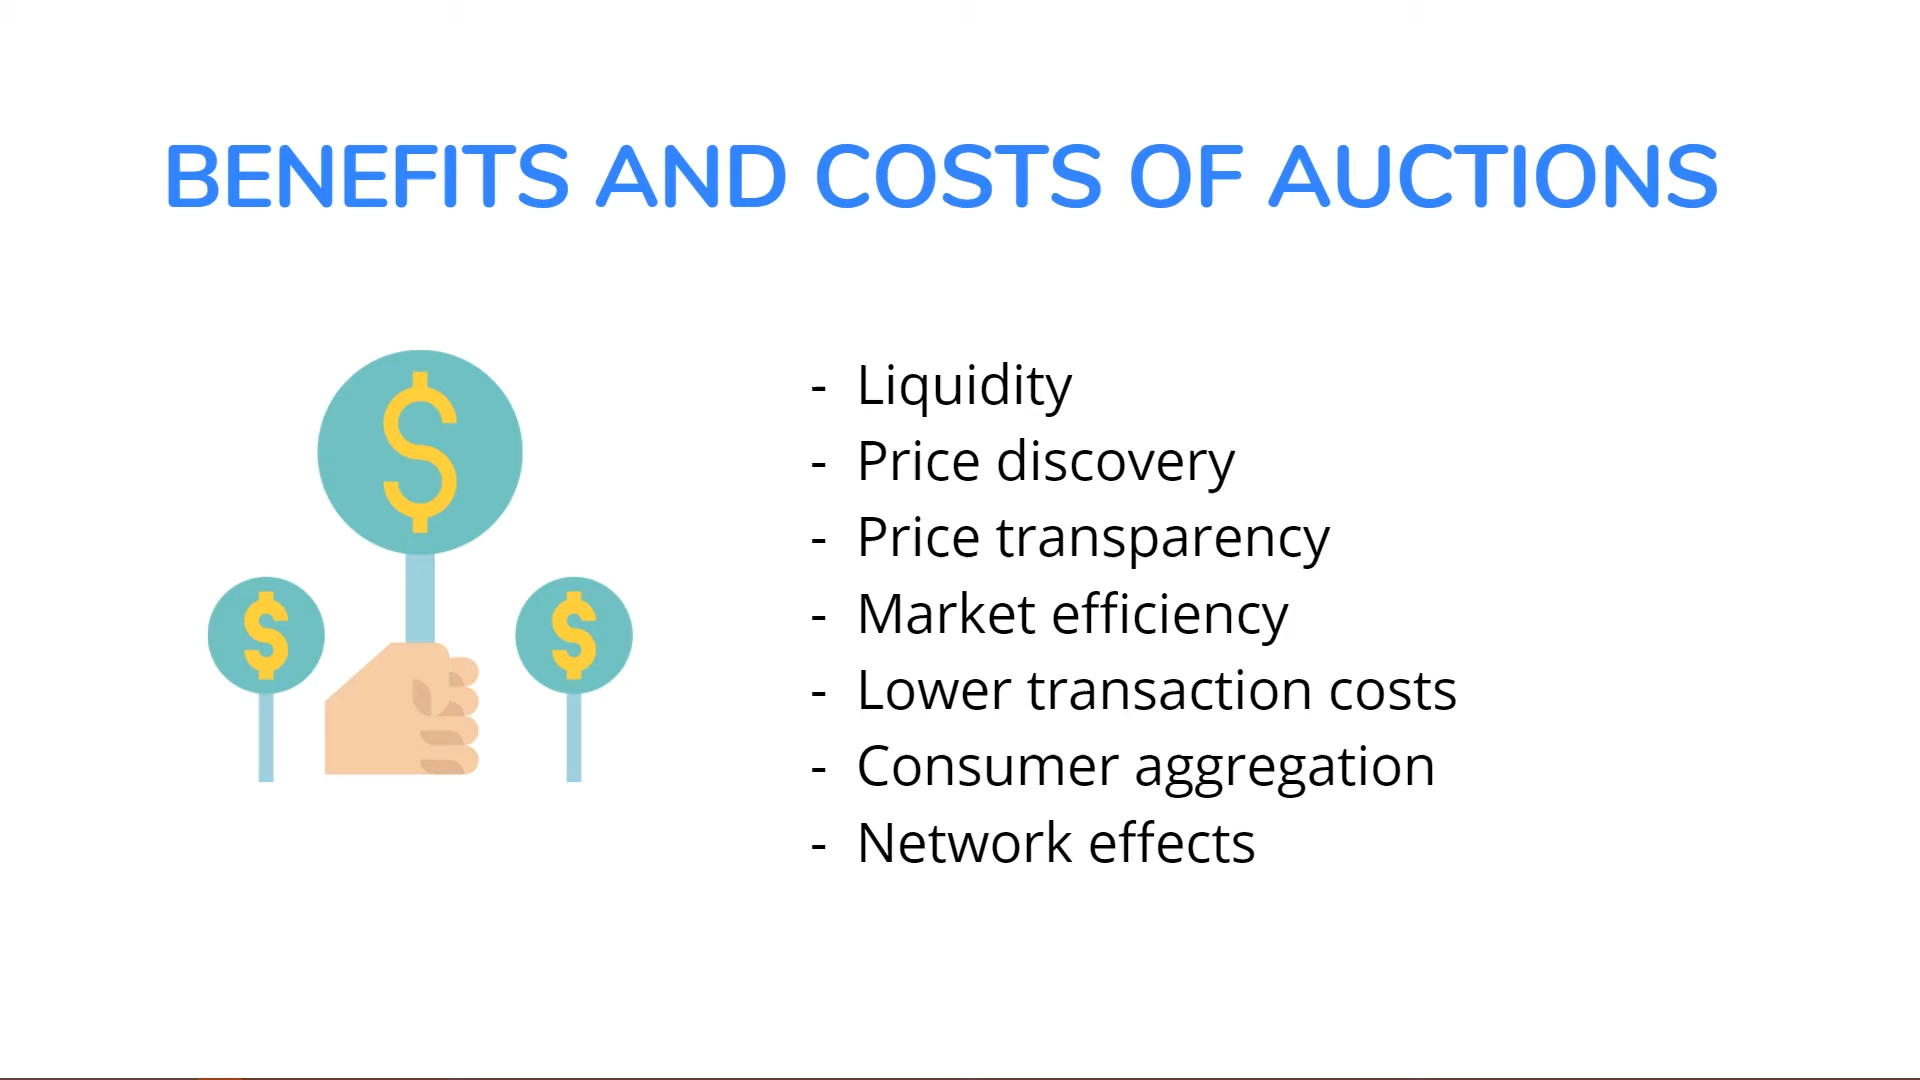 BENEFITS AND COSTS OF AUCTIONS
$
$
$
- Liquidity
- Price discovery
- Price transparency
- Market efficiency
- Lower transaction costs
- Consumer aggregation
- Network effects